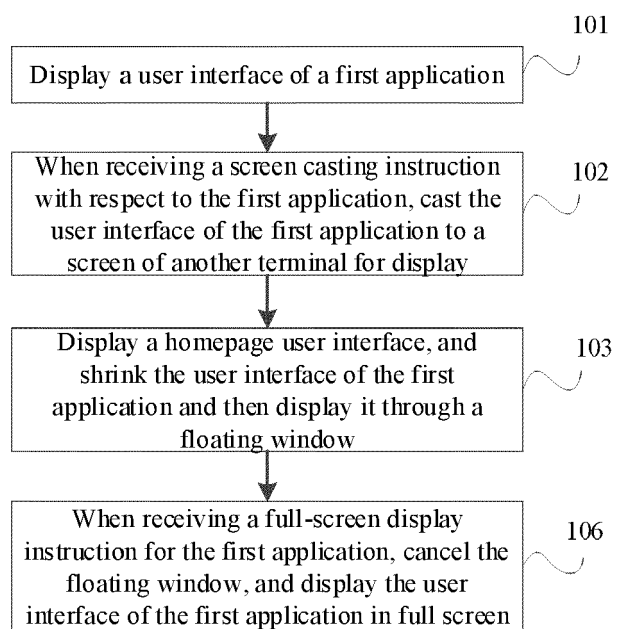 101
Display a user interface of a first application
When receiving a screen casting instruction
with respect to the first application, cast the
user interface of the first application to a
screen of another terminal for display
102
Display a homepage user interface, and
shrink the user interface of the first
application and then display it through a
floating window
103
When receiving a full-screen display
instruction for the first application, cancel the
floating window, and display the user
interface of the first application in full screen
106